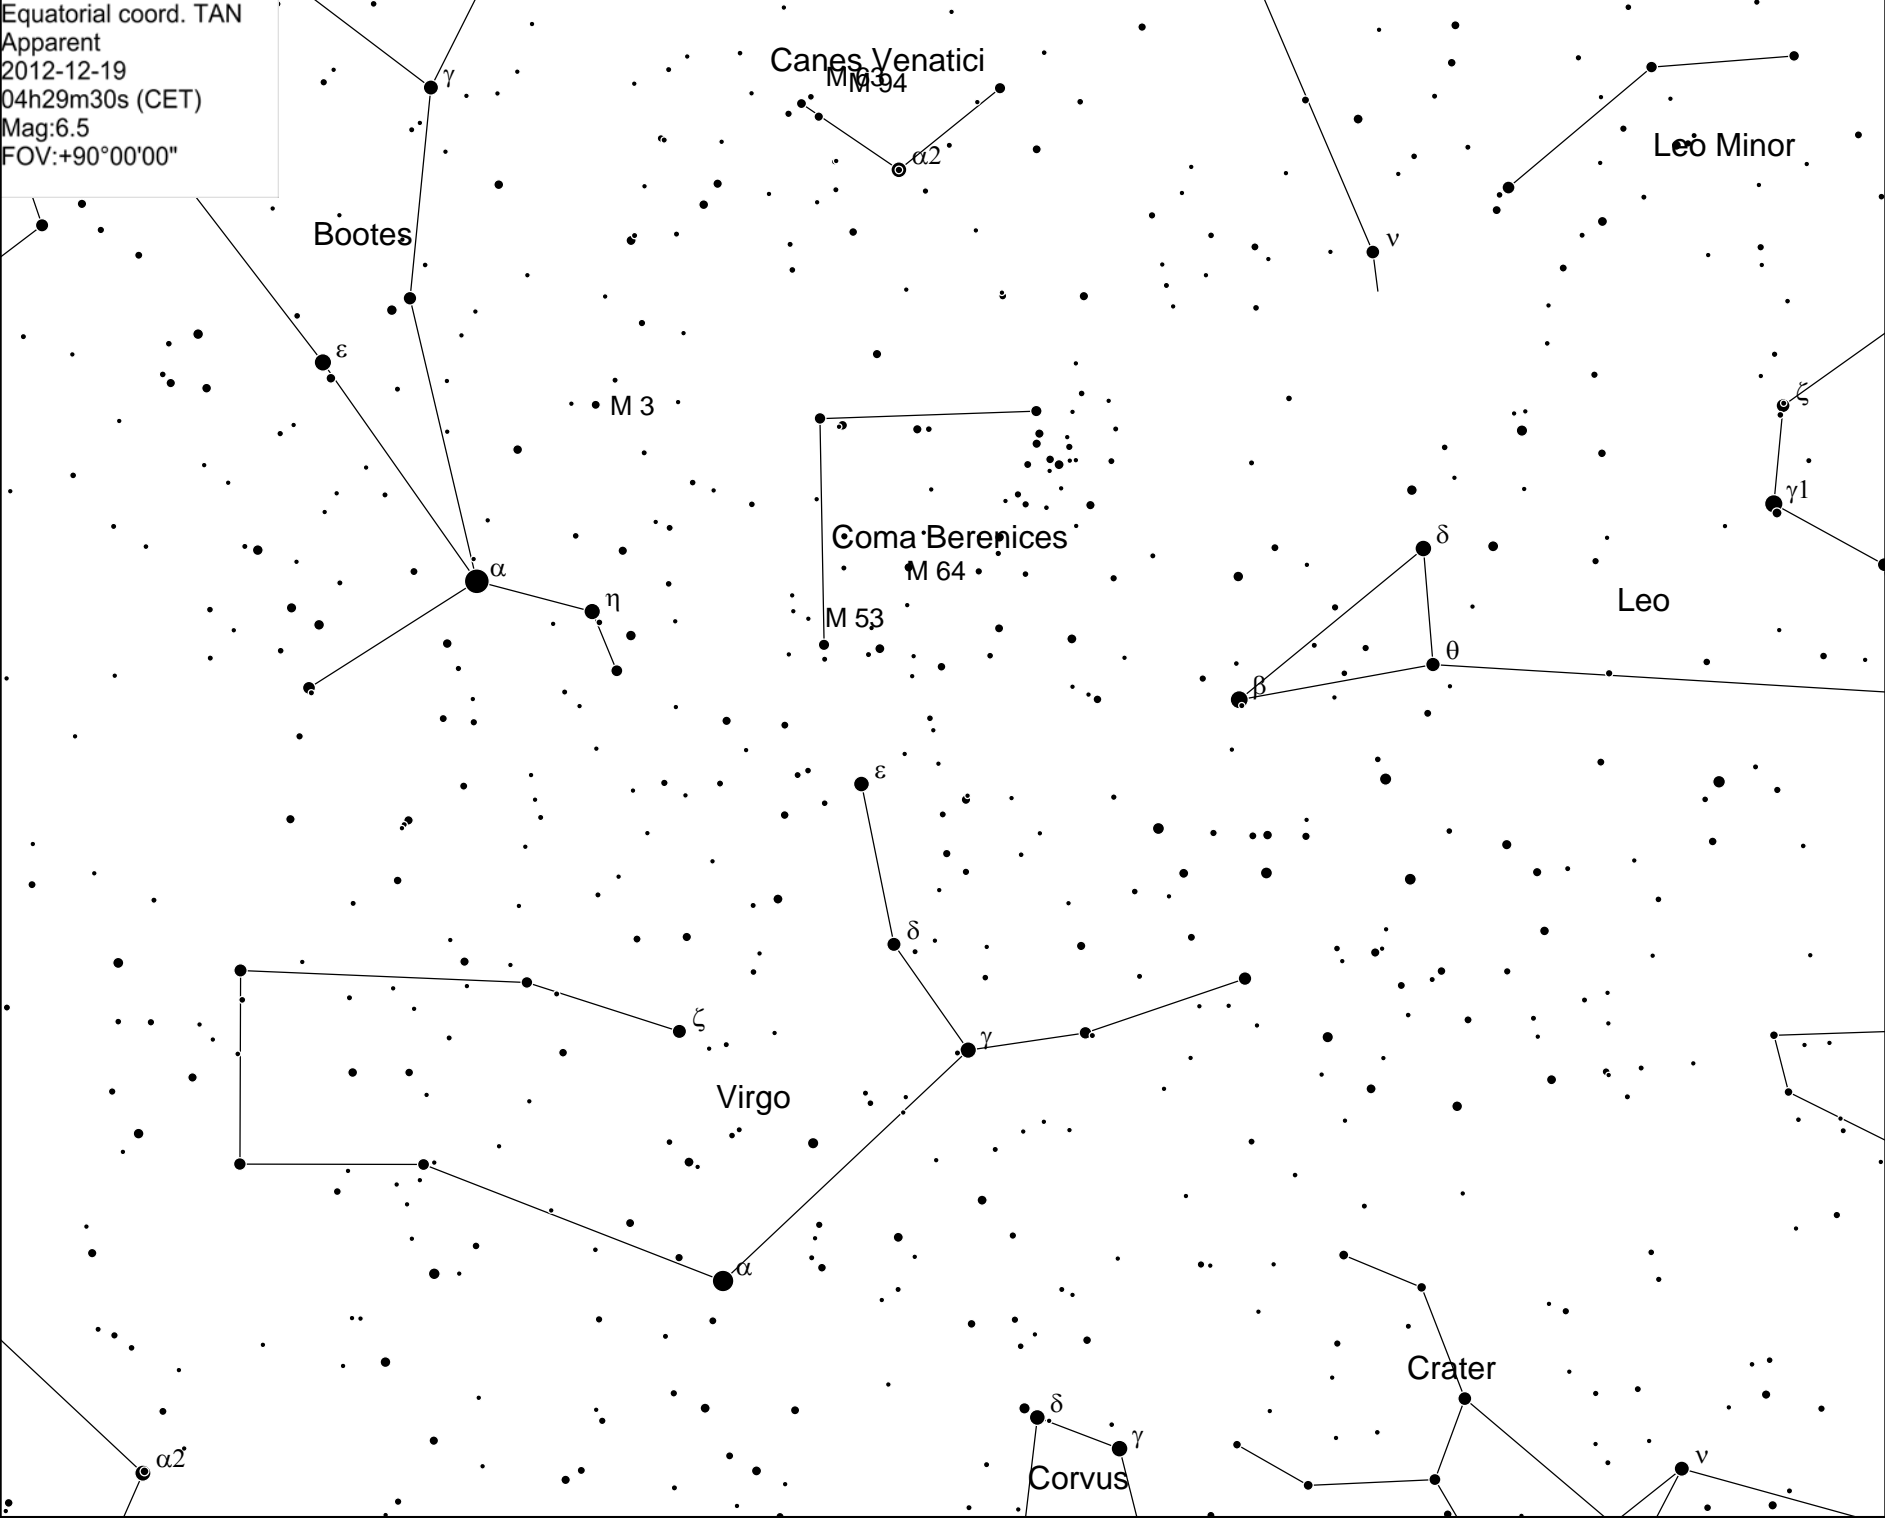 Equatorial coord. TAN
Apparent
2012-12-19
04h29m30s (CET)
Mag:6.5
FOV:+90°00'00"
γ
Canes Venatici
M 63
M 94
α2
Leo Minor
Bootes
ν
ε
M 3
ζ
γ1
Coma Berenices
δ
M 64
α
η
Leo
M 53
θ
β
ε
δ
ζ
γ
Virgo
α
Crater
δ
γ
α2
Corvus
ν